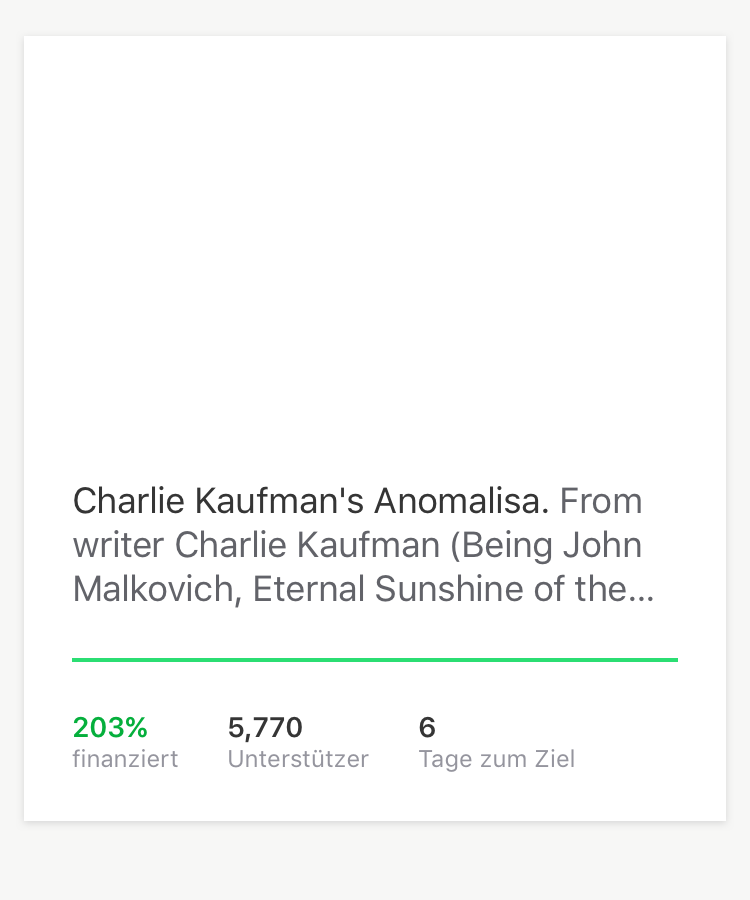 Charlie Kaufman's Anomalisa. From
writer Charlie Kaufman (Being John
Malkovich, Eternal Sunshine of the...
203% 5,770 6
finanziert Unterstützer Tage zum Ziel